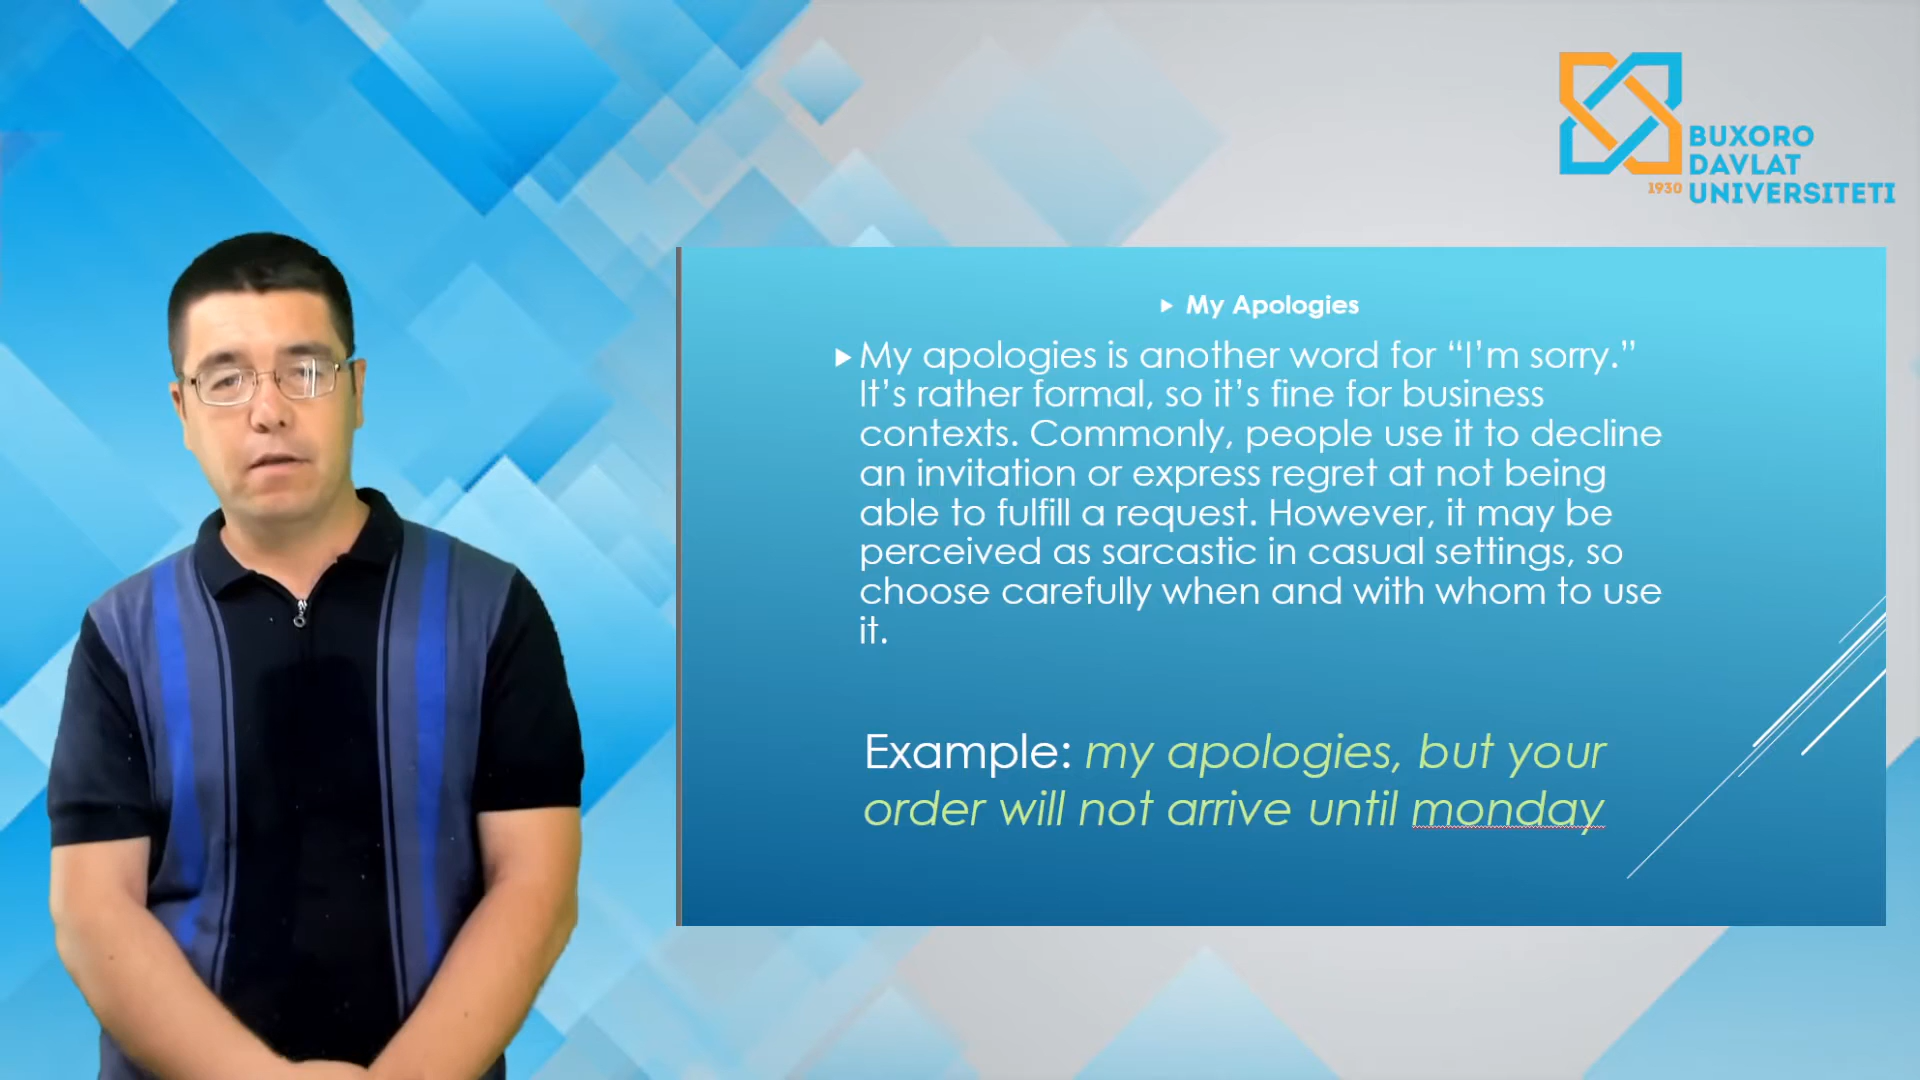 BUXORO
DAVLAT
1930 UNIVERSITETI
My Apologies
My apologies is another word for “I’m sorry.”
It’s rather formal, so it’s fine for business
contexts. Commonly, people use it to decline
an invitation or express regret at not being
able to fulfill a request. However, it may be
perceived as sarcastic in casual settings, so
choose carefully when and with whom to use
it.
Example: my apologies, but your
order will not arrive until monday